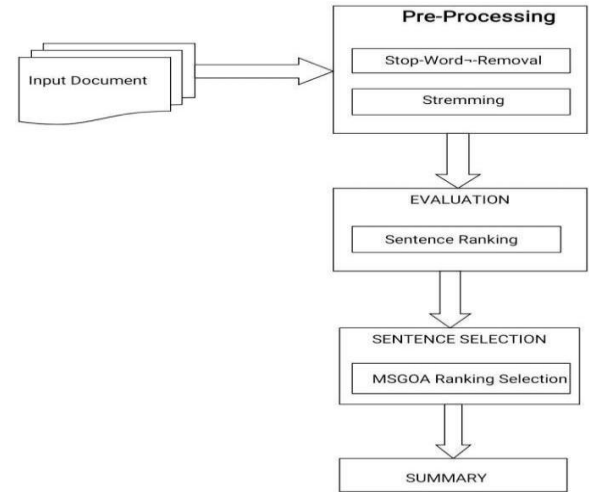 Pre-Processing
Input Document
Stop-Word¬-Removal
Stremming
EVALUATION
Sentence Ranking
SENTENCE SELECTION
MSGOA Ranking Selection
SUMMARY